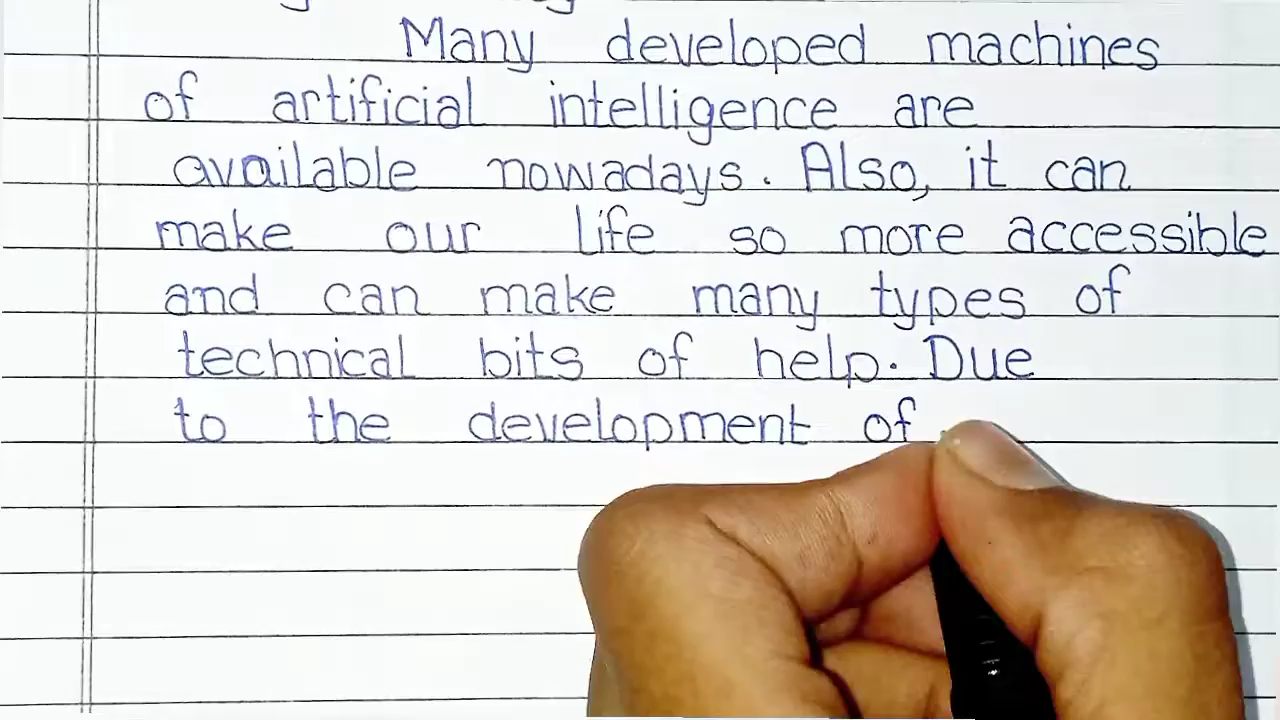 Many developed machines
of artificial intelligence are
available nowadays. Also, it can
make our life so more accessible
and can make many types of
technical bits of help. Due
to the development of